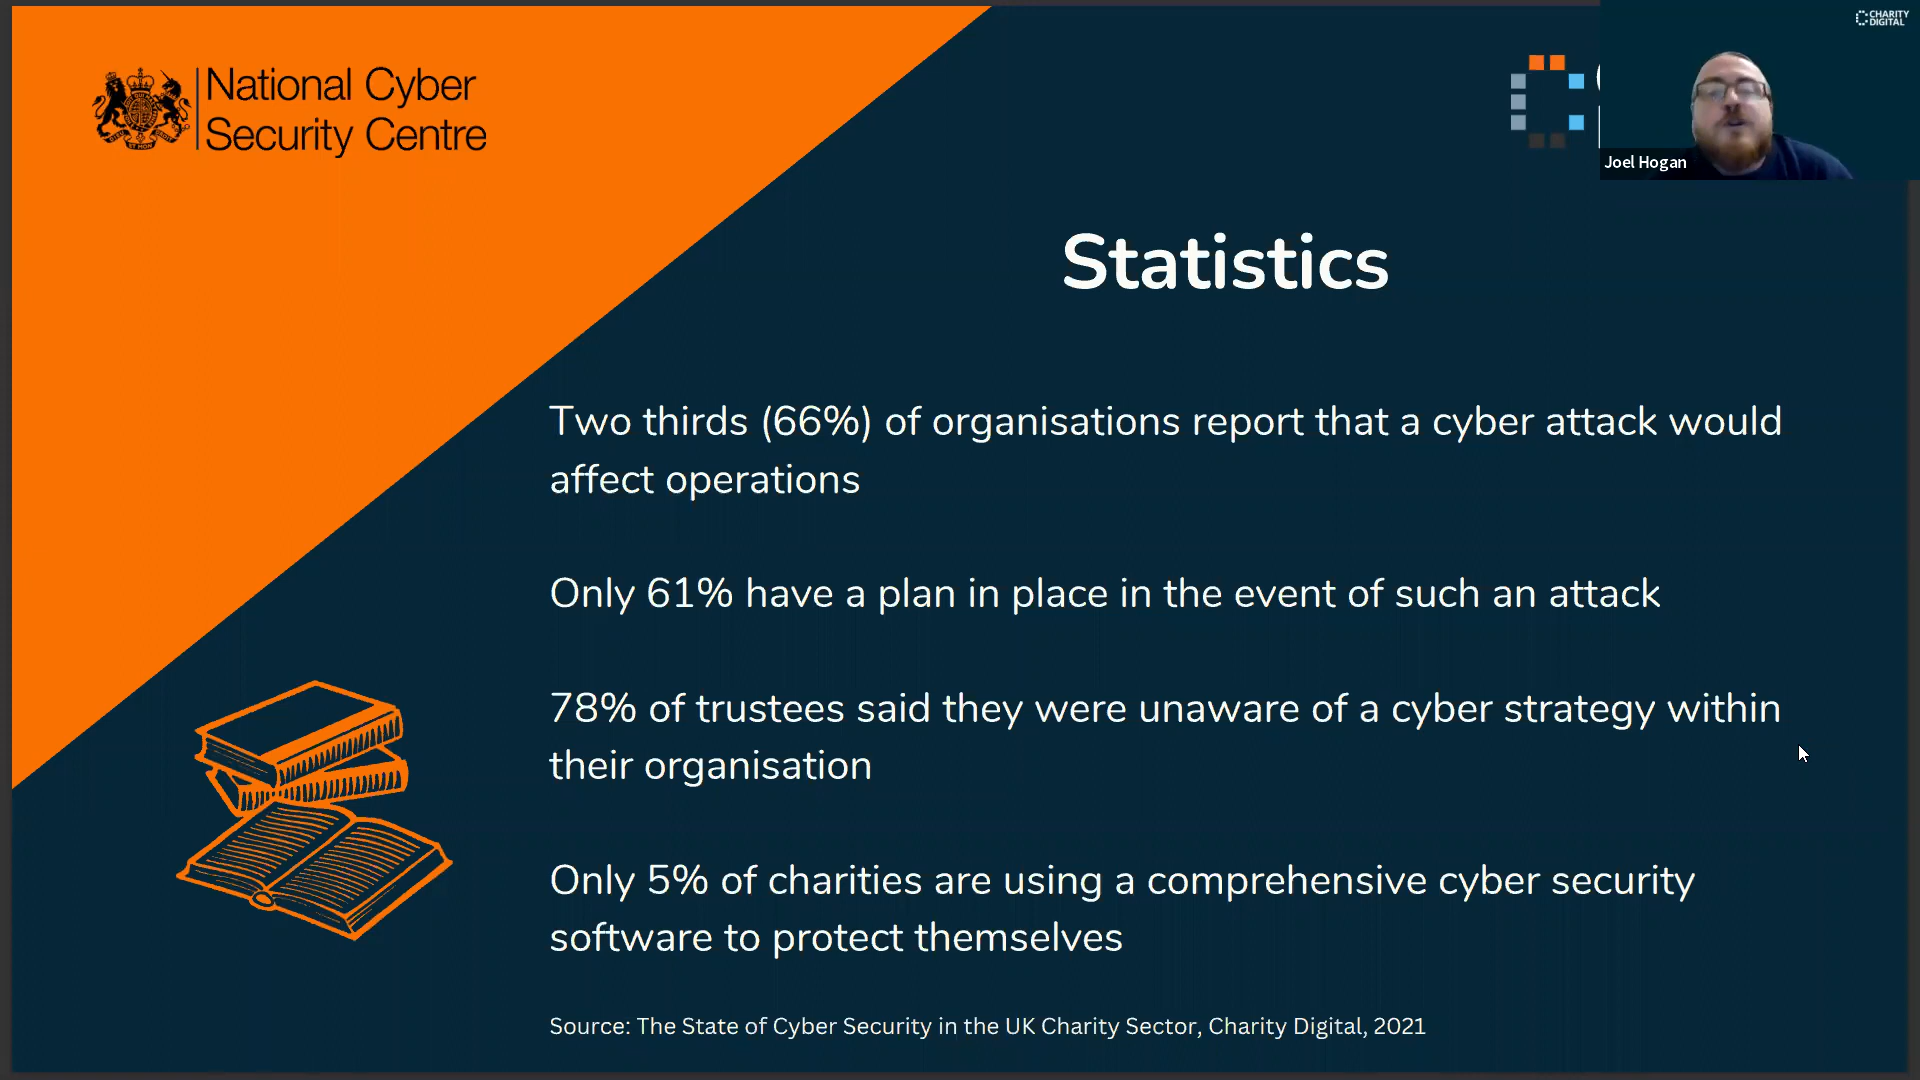 National Cyber
Security Centre
CHARITY
DIGITAL
Joel Hogan
Statistics
Two thirds (66%) of organisations report that a cyber attack would
affect operations
Only 61% have a plan in place in the event of such an attack
78% of trustees said they were unaware of a cyber strategy within
their organisation
Only 5% of charities are using a comprehensive cyber security
software to protect themselves
Source: The State of Cyber Security in the UK Charity Sector, Charity Digital, 2021